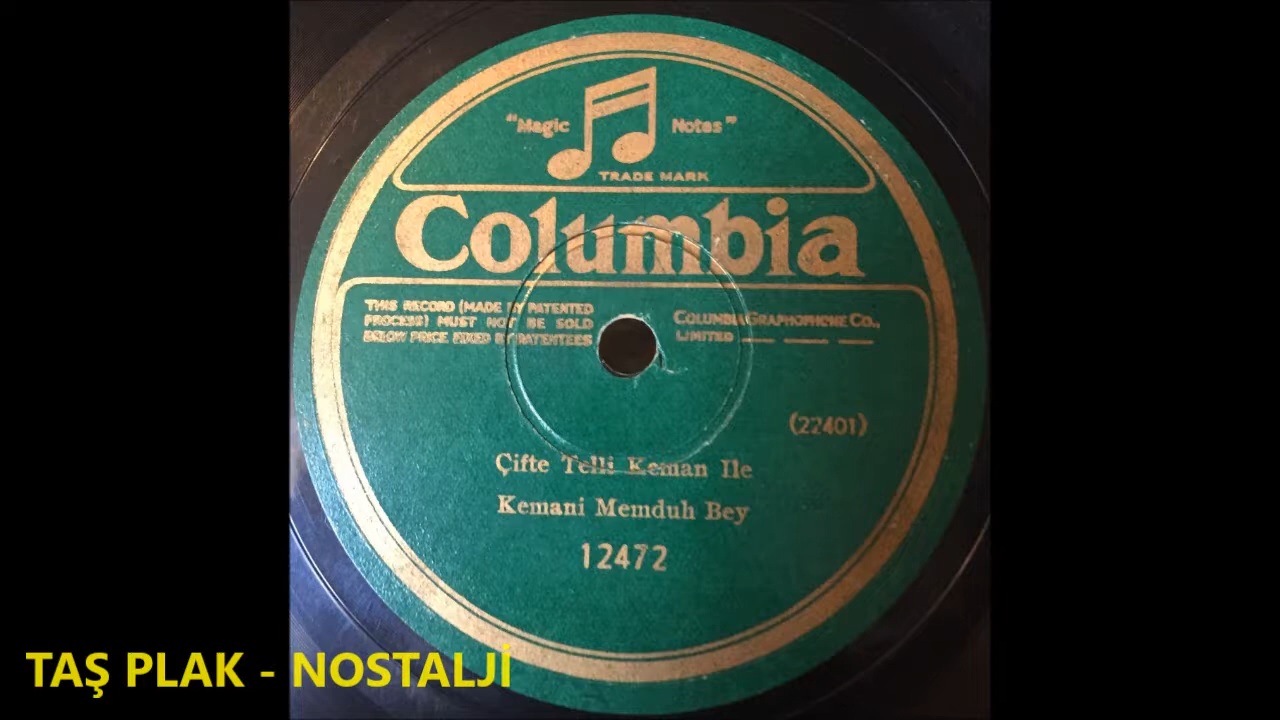 "Magic Notes"
TRADE MARK
Columbia
THIS RECORD (MADE BY PATENTED
PROCESS) MUST NOT BE SOLD
BELOW PRICE FIXED BY PATENTEES
COLUMBIA GRAPHOPHONE CO.,
LIMITED
(22401)
Çifte Telli Keman Ile
Kemani Memduh Bey
12472
TAŞ PLAK - NOSTALJİ